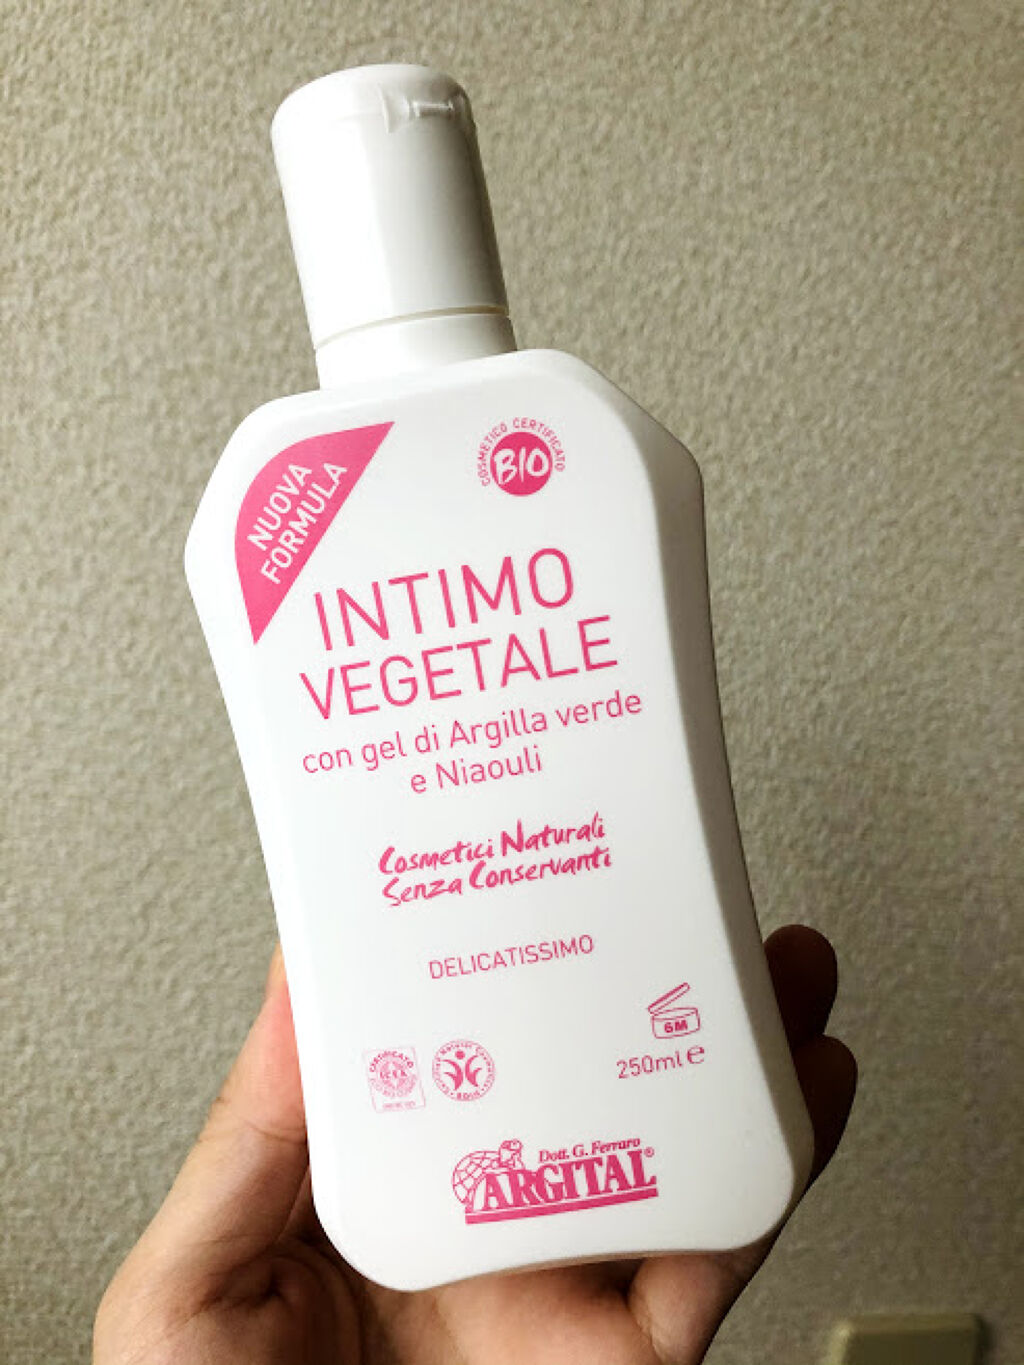 NUOVA
FORMULA
COSMETICO CERTIFICATO
BIO
INTIMO
VEGETALE
con gel di Argilla verde
e Niaouli
Cosmetici Naturali
Senza Conservanti
DELICATISSIMO
6M
250ml e
CERTIFICATO
Dott. G. Ferraro
ARGITAL®